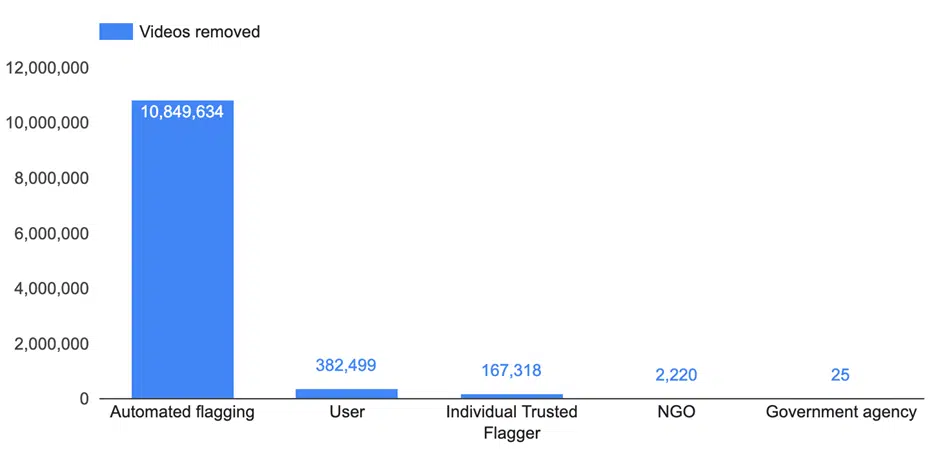 Videos removed
12,000,000
10,000,000
8,000,000
6,000,000
4,000,000
2,000,000
0
10,849,634
382,499
167,318
2,220
25
Automated flagging
User
Individual Trusted
Flagger
NGO
Government agency